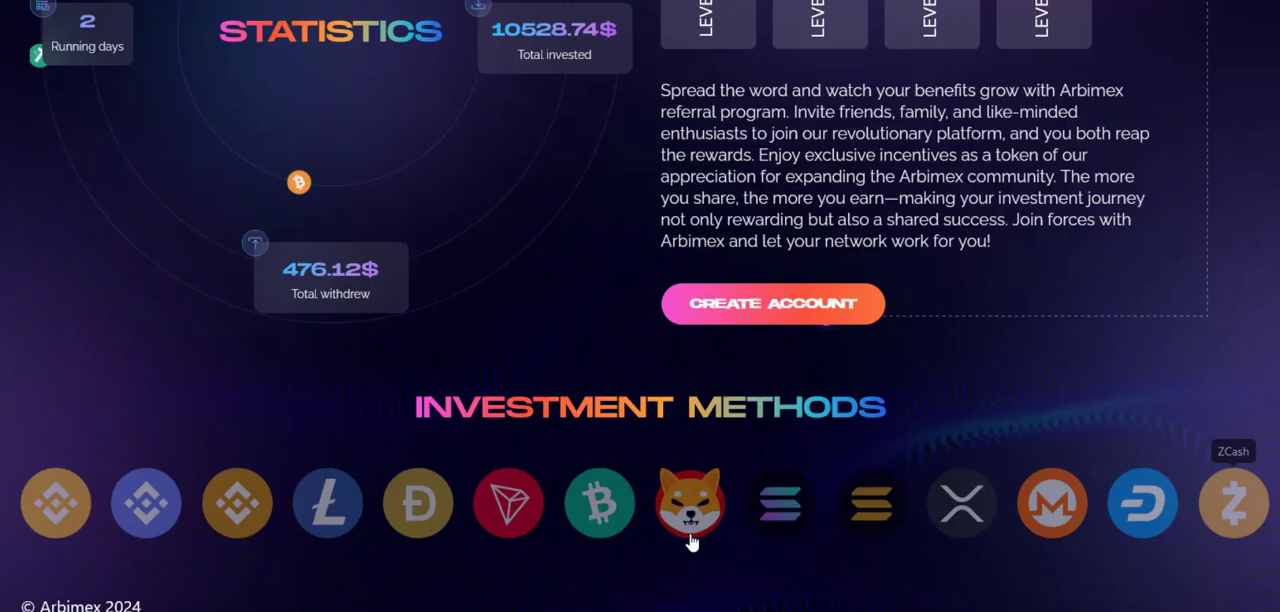 2
Running days
STATISTICS
10528.74$
Total invested
476.12$
Total withdrew
LEVE
LEVE
LEVE
LEVE
Spread the word and watch your benefits grow with Arbimex
referral program. Invite friends, family, and like-minded
enthusiasts to join our revolutionary platform, and you both reap
the rewards. Enjoy exclusive incentives as a token of our
appreciation for expanding the Arbimex community. The more
you share, the more you earn—making your investment journey
not only rewarding but also a shared success. Join forces with
Arbimex and let your network work for you!
CREATE ACCOUNT
INVESTMENT METHODS
ZCash
© Arbimex 2024